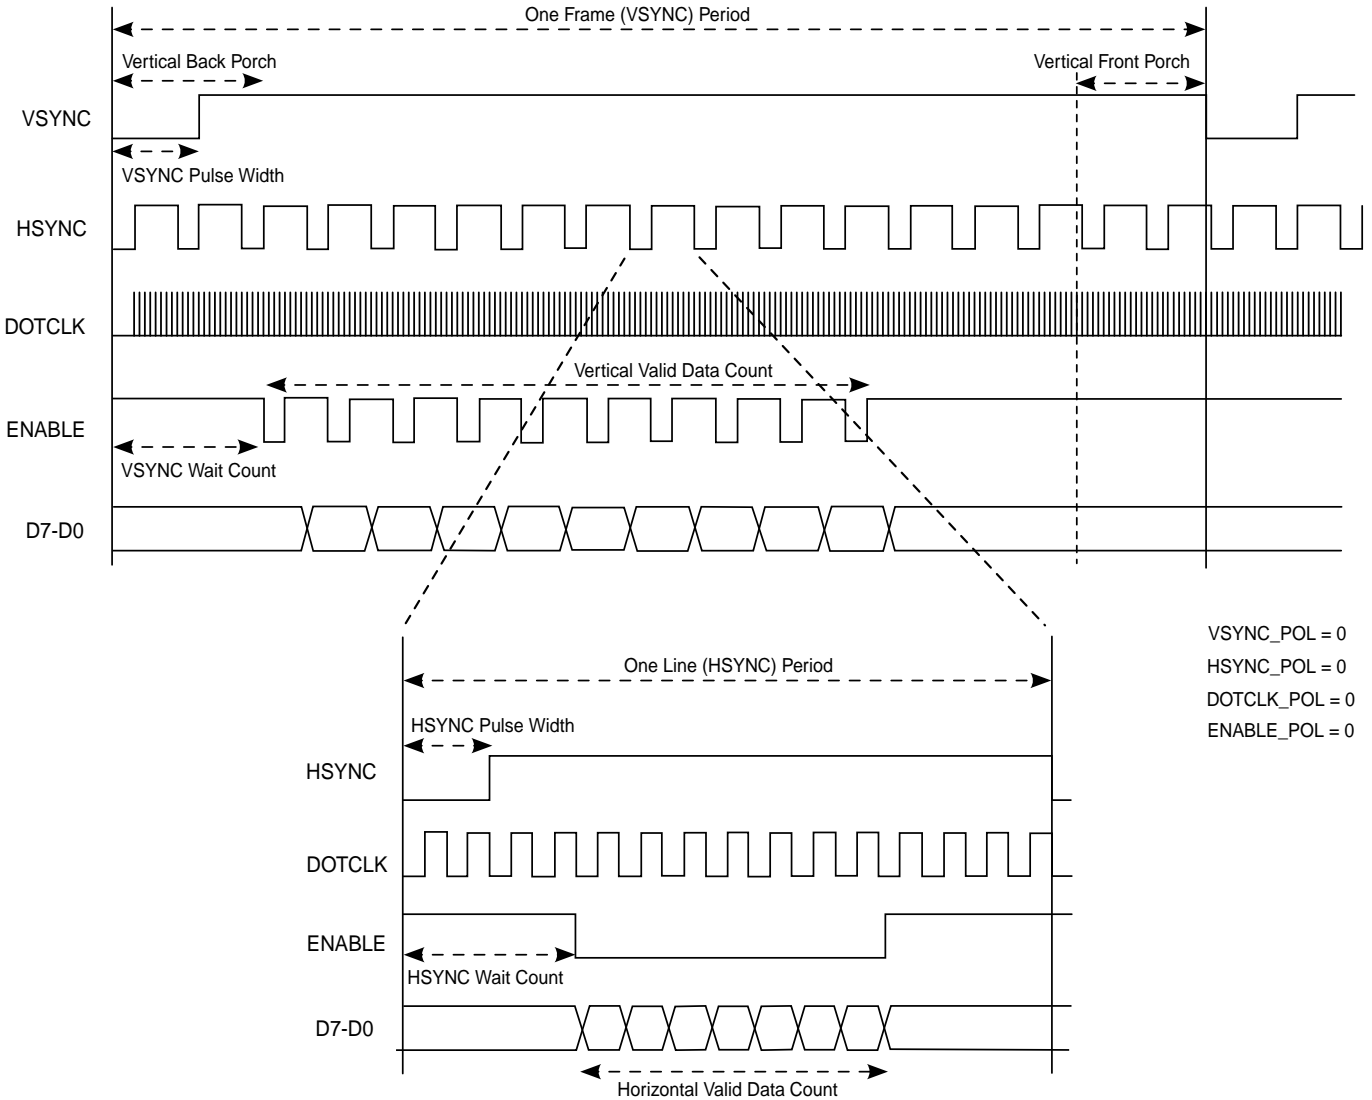 One Frame (VSYNC) Period
Vertical Back Porch
Vertical Front Porch
VSYNC
VSYNC Pulse Width
HSYNC
DOTCLK
Vertical Valid Data Count
ENABLE
VSYNC Wait Count
D7-D0
VSYNC_POL = 0
HSYNC_POL = 0
DOTCLK_POL = 0
ENABLE_POL = 0
One Line (HSYNC) Period
HSYNC Pulse Width
HSYNC
DOTCLK
ENABLE
HSYNC Wait Count
D7-D0
Horizontal Valid Data Count